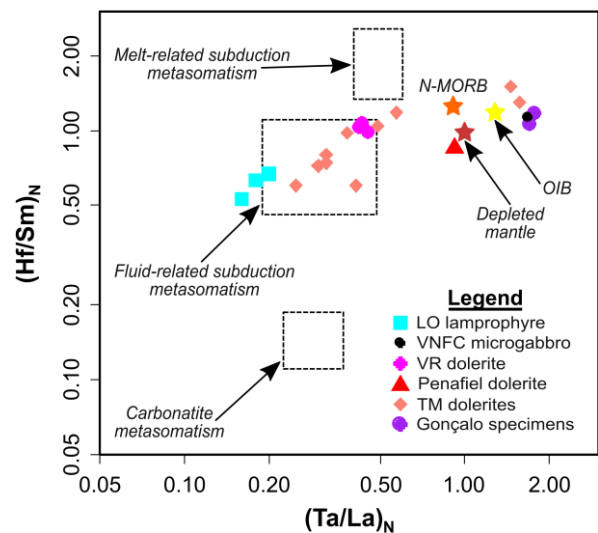 Melt-related subduction
metasomatism
N-MORB
OIB
Depleted
mantle
Fluid-related subduction
metasomatism
Carbonatite
metasomatism
Legend
LO lamprophyre
VNFC microgabbro
VR dolerite
Penafiel dolerite
TM dolerites
Gonçalo specimens
(Hf/Sm)N
2.00
1.00
0.50
0.20
0.10
0.05
0.05
0.10
0.20
0.50
1.00
2.00
(Ta/La)N